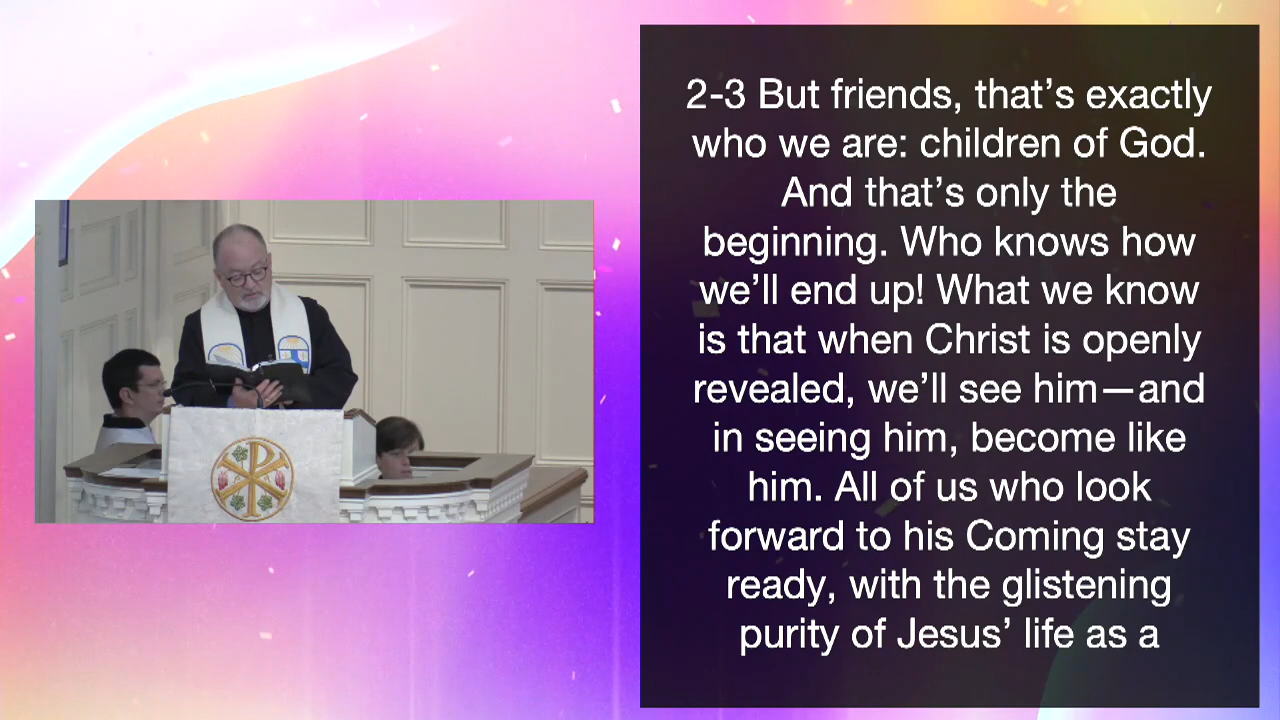 2-3 But friends, that’s exactly
who we are: children of God.
And that’s only the
beginning. Who knows how
we’ll end up! What we know
is that when Christ is openly
revealed, we’ll see him—and
in seeing him, become like
him. All of us who look
forward to his Coming stay
ready, with the glistening
purity of Jesus’ life as a